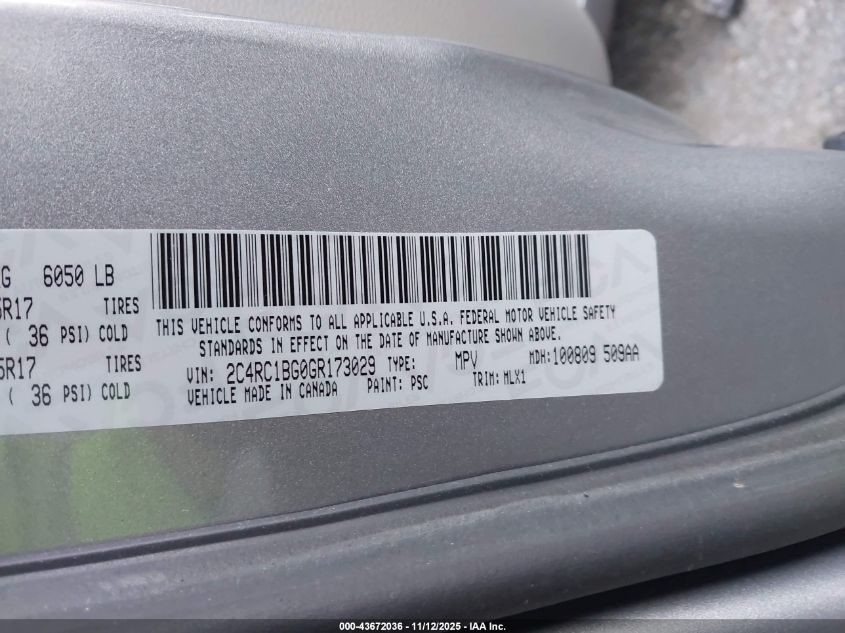 G 6050 LB
5R17 TIRES
( 36 PSI) COLD
5R17 TIRES
( 36 PSI) COLD
THIS VEHICLE CONFORMS TO ALL APPLICABLE U.S.A. FEDERAL MOTOR VEHICLE SAFETY
STANDARDS IN EFFECT ON THE DATE OF MANUFACTURE SHOWN ABOVE.
VIN: 2C4RC1BG0GR173029 TYPE: MPV MDH: 100809 509AA
VEHICLE MADE IN CANADA PAINT: PSC TRIM: MLX1
000-43672036 - 11/12/2025 - IAA Inc.